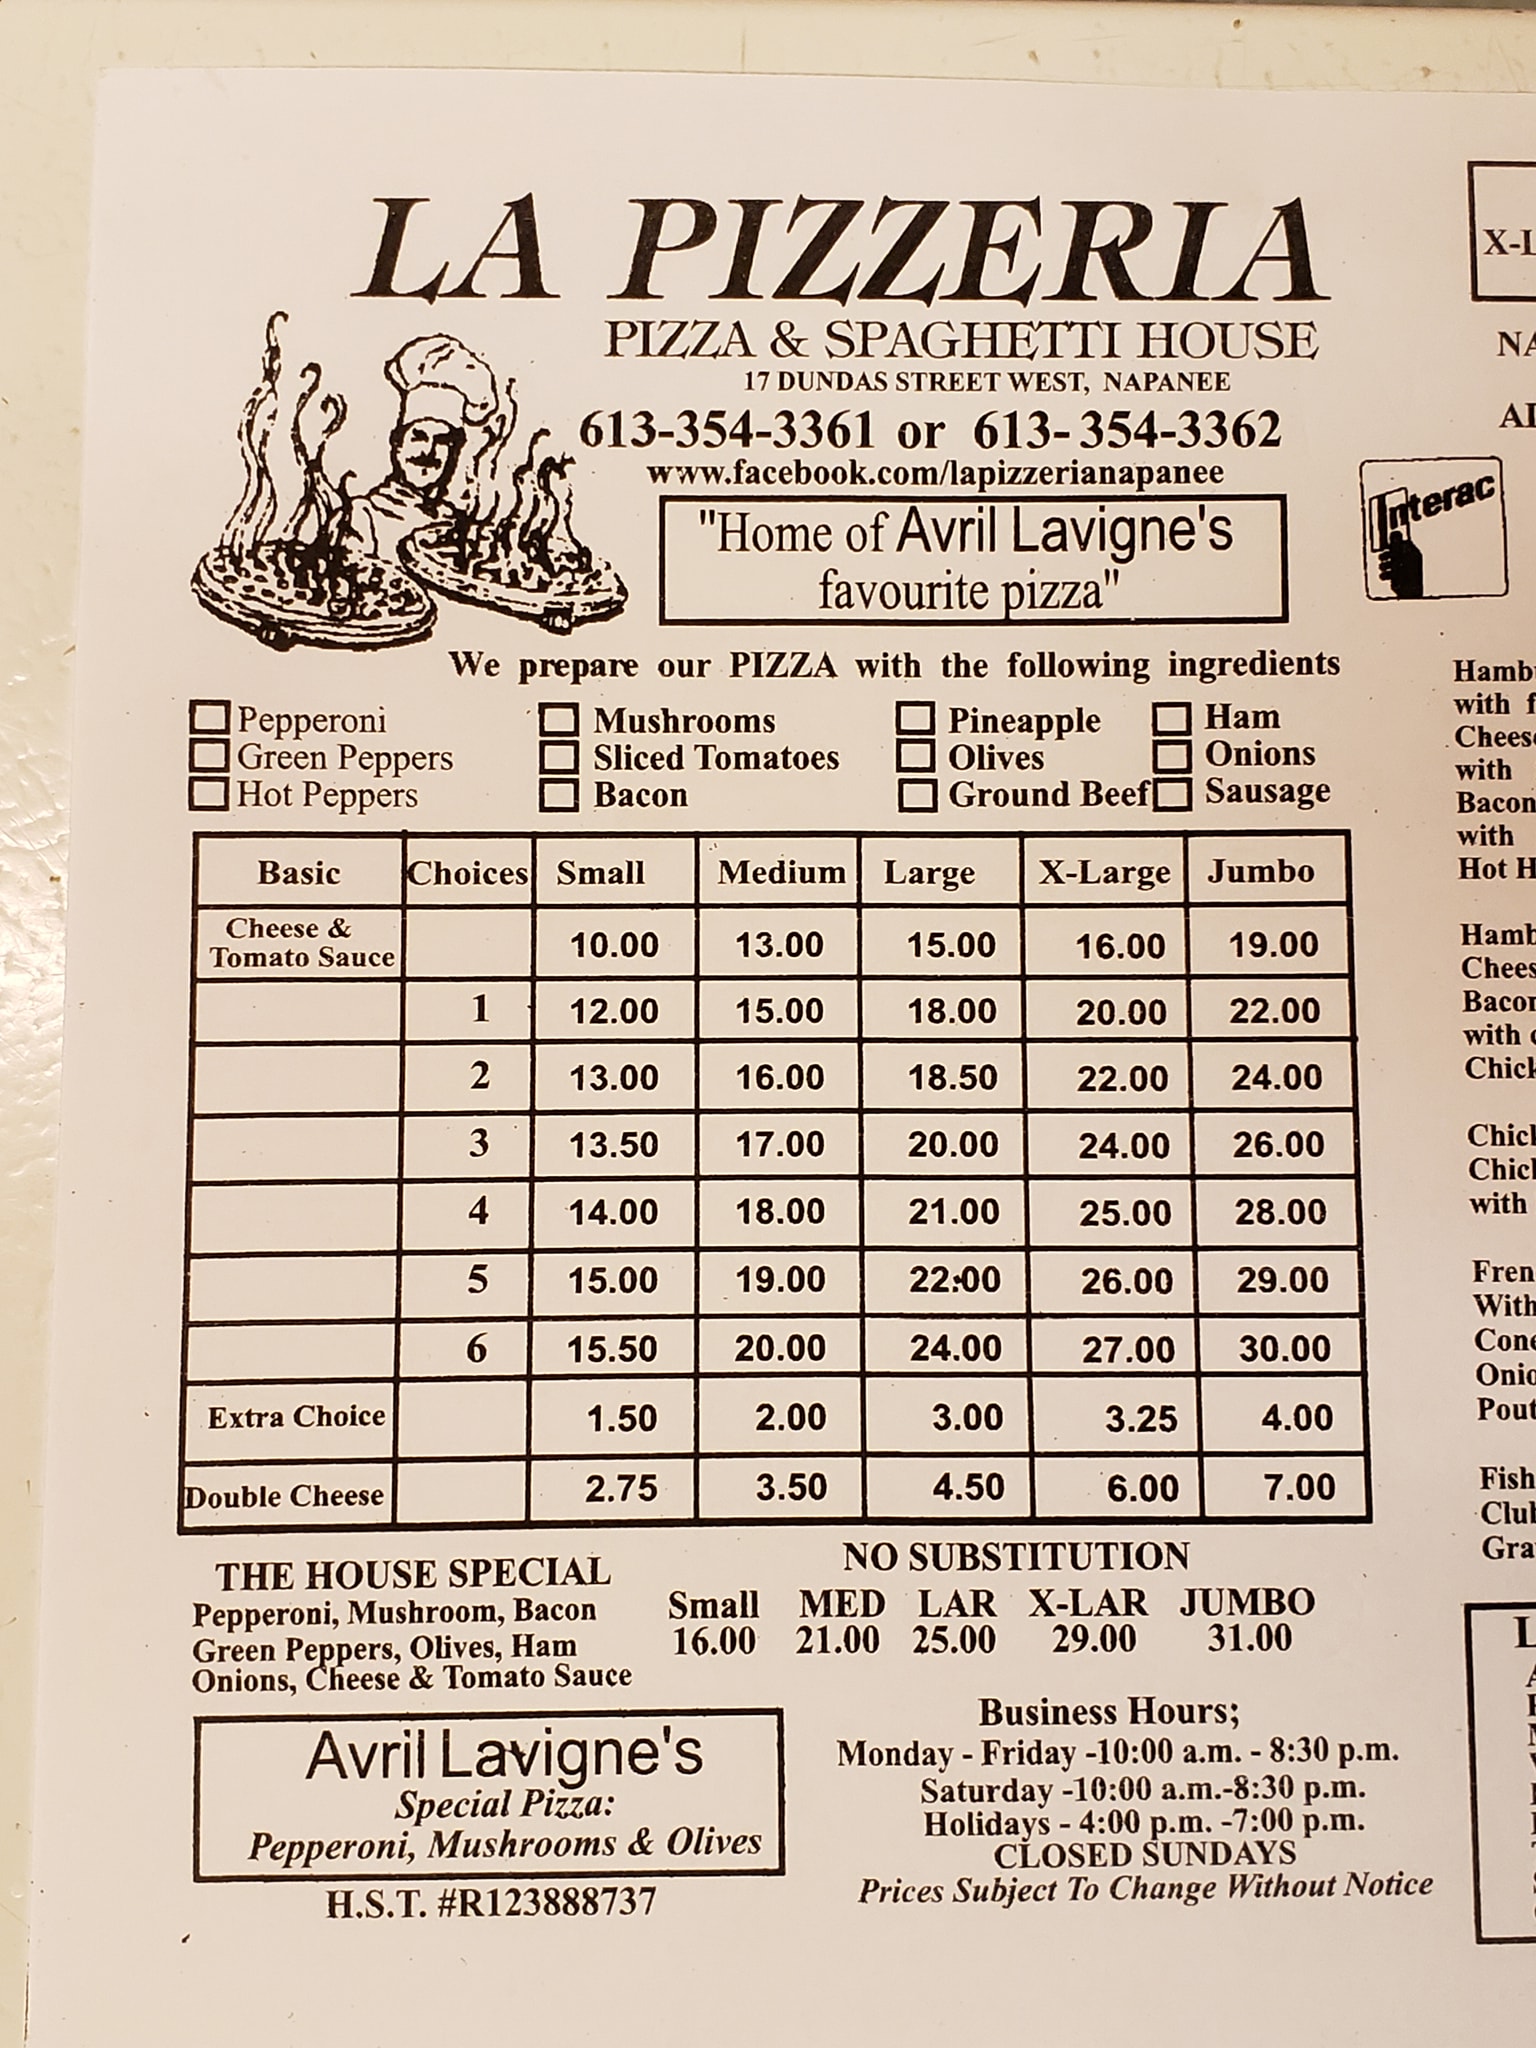 LA PIZZERIA
PIZZA & SPAGHETTI HOUSE
17 DUNDAS STREET WEST, NAPANEE
613-354-3361 or 613-354-3362
www.facebook.com/lapizzerianapanee
"Home of Avril Lavigne's
favourite pizza"
Interac
We prepare our PIZZA with the following ingredients
Pepperoni Mushrooms Pineapple Ham
Green Peppers Sliced Tomatoes Olives Onions
Hot Peppers Bacon Ground Beef Sausage
Basic Choices Small Medium Large X-Large Jumbo
Cheese &
Tomato Sauce 10.00 13.00 15.00 16.00 19.00
1 12.00 15.00 18.00 20.00 22.00
2 13.00 16.00 18.50 22.00 24.00
3 13.50 17.00 20.00 24.00 26.00
4 14.00 18.00 21.00 25.00 28.00
5 15.00 19.00 22.00 26.00 29.00
6 15.50 20.00 24.00 27.00 30.00
Extra Choice 1.50 2.00 3.00 3.25 4.00
Double Cheese 2.75 3.50 4.50 6.00 7.00
THE HOUSE SPECIAL
Pepperoni, Mushroom, Bacon
Green Peppers, Olives, Ham
Onions, Cheese & Tomato Sauce
NO SUBSTITUTION
Small MED LAR X-LAR JUMBO
16.00 21.00 25.00 29.00 31.00
Avril Lavigne's
Special Pizza:
Pepperoni, Mushrooms & Olives
H.S.T. #R123888737
Business Hours;
Monday - Friday -10:00 a.m. - 8:30 p.m.
Saturday -10:00 a.m.-8:30 p.m.
Holidays - 4:00 p.m. -7:00 p.m.
CLOSED SUNDAYS
Prices Subject To Change Without Notice
with
with
with
Hot
with
with